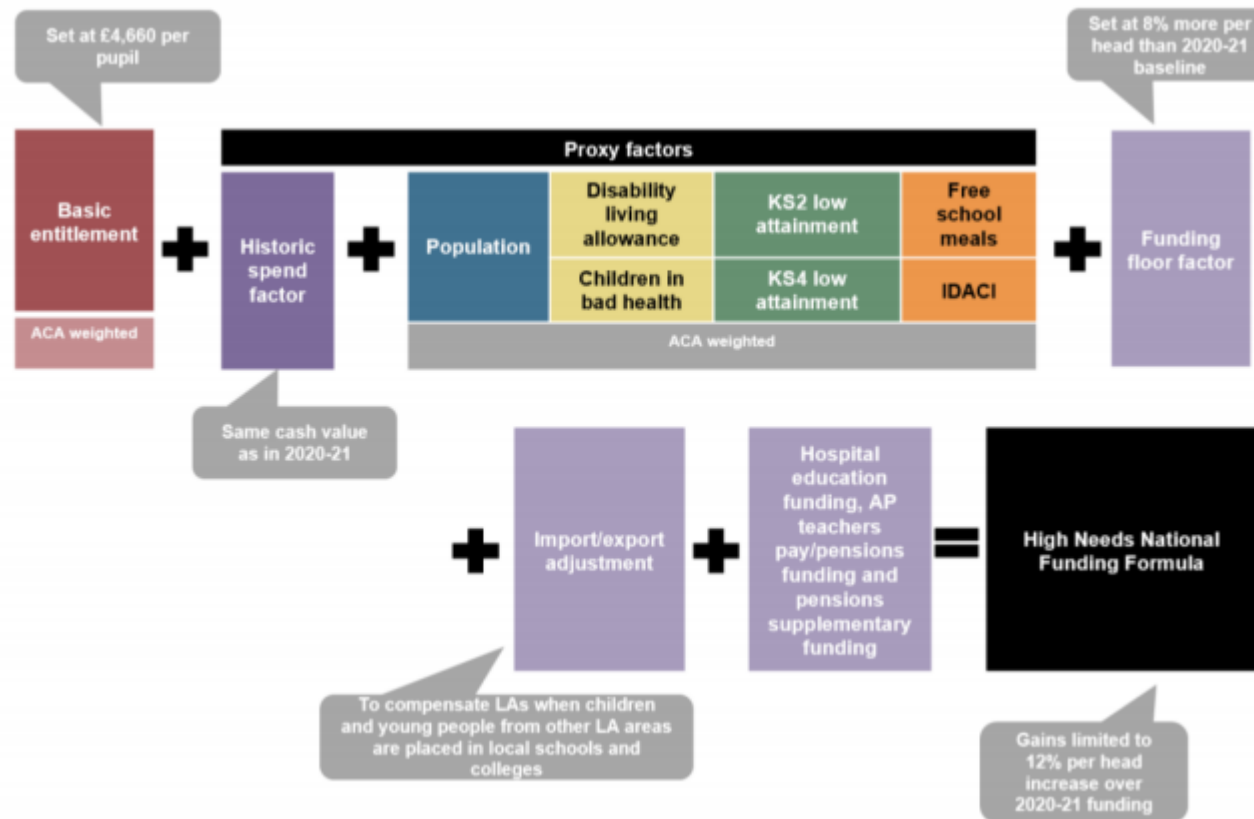 Set at £4,660 per
pupil
Set at 8% more per
head than 2020-21
baseline
Basic
entitlement
ACA weighted
Proxy factors
Historic
spend
factor
Population
Disability
living
allowance
Children in
bad health
KS2 low
attainment
KS4 low
attainment
Free
school
meals
IDACI
ACA weighted
Funding
floor factor
Same cash value
as in 2020-21
Import/export
adjustment
Hospital
education
funding, AP
teachers
pay/pensions
funding and
pensions
supplementary
funding
High Needs National
Funding Formula
To compensate LAs when children
and young people from other LA areas
are placed in local schools and
colleges
Gains limited to
12% per head
increase over
2020-21 funding